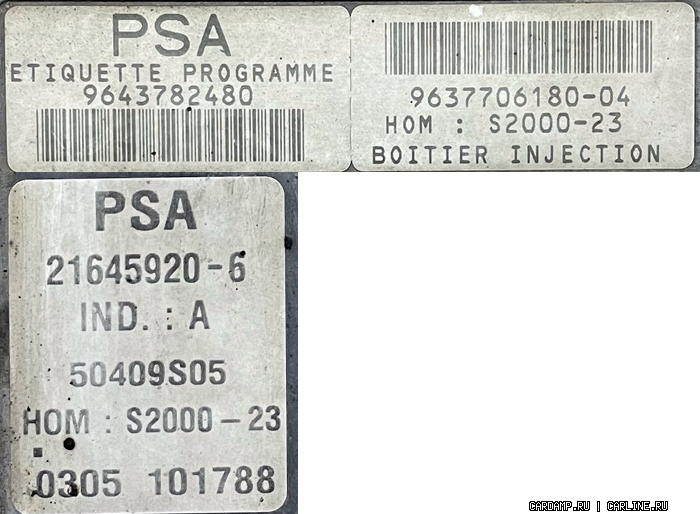 PSA
ETIQUETTE PROGRAMME
9643782480
9637706180-04
HOM : S2000-23
BOITIER INJECTION
PSA
21645920-6
IND. : A
50409S05
HOM : S2000-23
0305 101788
CARDAMP.RU | CARLINE.RU